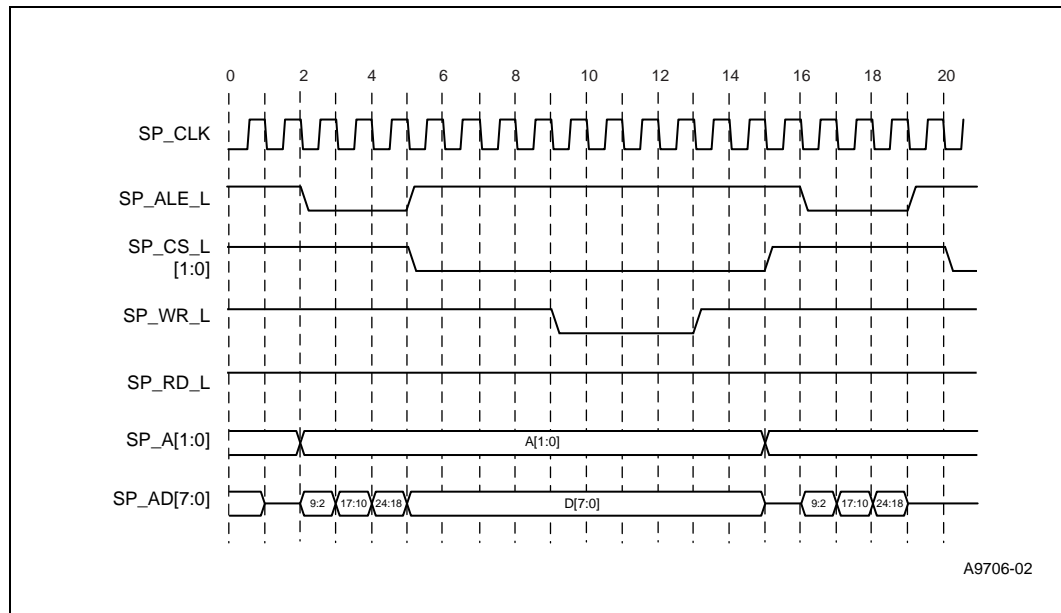 0 2 4 6 8 10 12 14 16 18 20
SP_CLK
SP_ALE_L
SP_CS_L
[1:0]
SP_WR_L
SP_RD_L
SP_A[1:0] A[1:0]
SP_AD[7:0] 9:2 17:10 24:18 D[7:0] 9:2 17:10 24:18
A9706-02